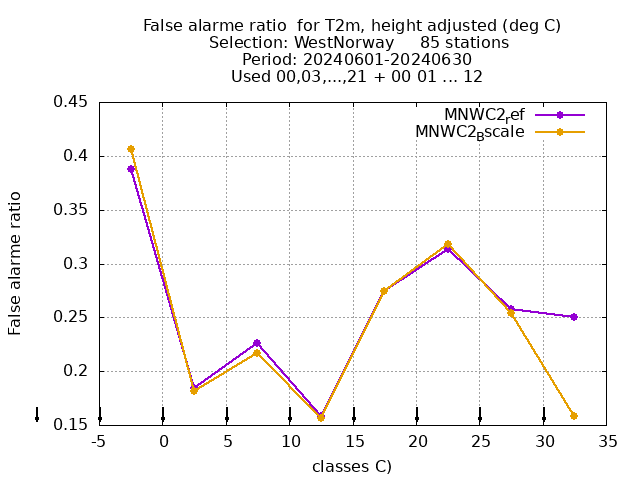 False alarme ratio  for T2m, height adjusted (deg C)
Selection: WestNorway     85 stations
Period: 20240601-20240630
Used 00,03,...,21 + 00 01 ... 12
MNWC2ref
MNWC2Bscale
False alarme ratio
0.45
0.4
0.35
0.3
0.25
0.2
0.15
-5 0 5 10 15 20 25 30 35
classes C)